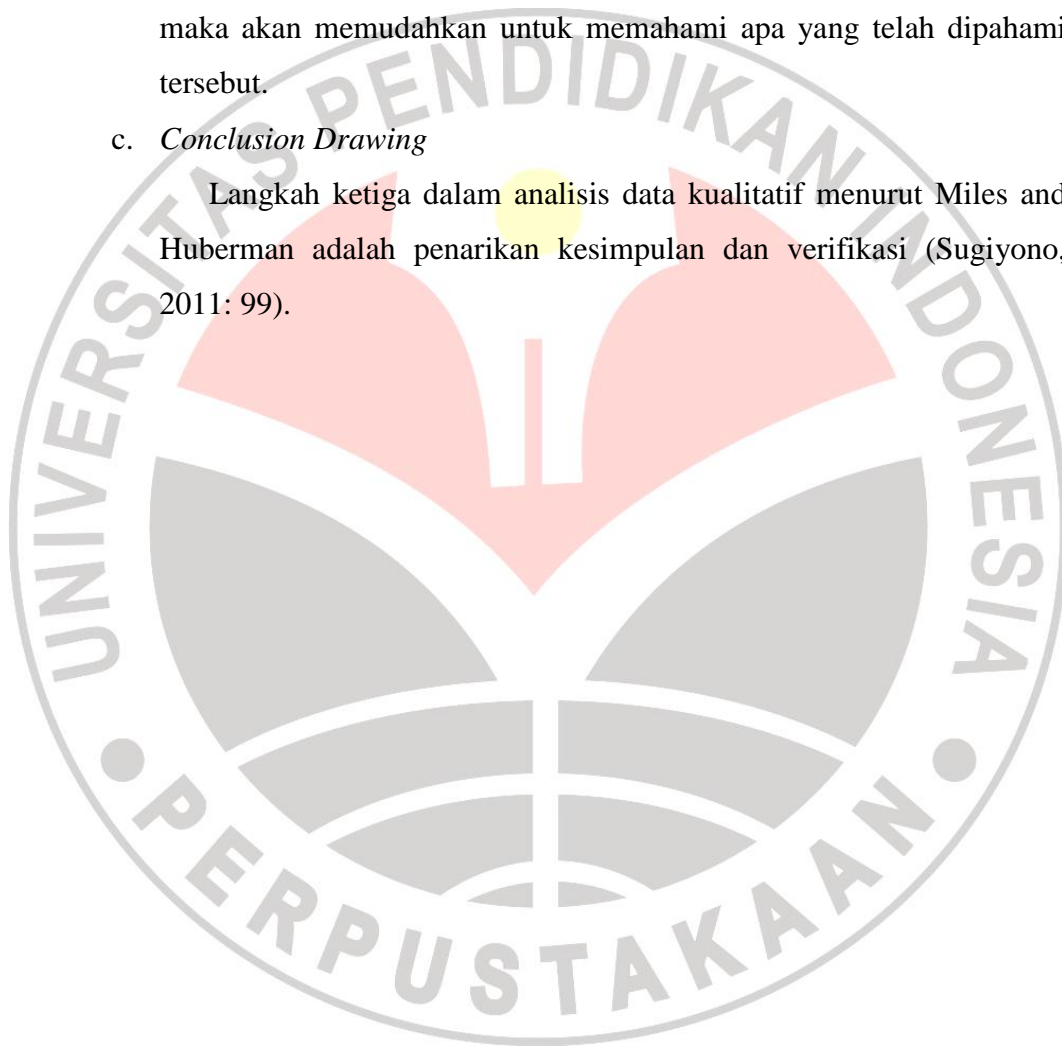 maka akan memudahkan untuk memahami apa yang telah dipahami
tersebut.
c. Conclusion Drawing
Langkah ketiga dalam analisis data kualitatif menurut Miles and
Huberman adalah penarikan kesimpulan dan verifikasi (Sugiyono,
2011: 99).
UNIVERSITAS PENDIDIKAN INDONESIA
PERPUSTAKAAN